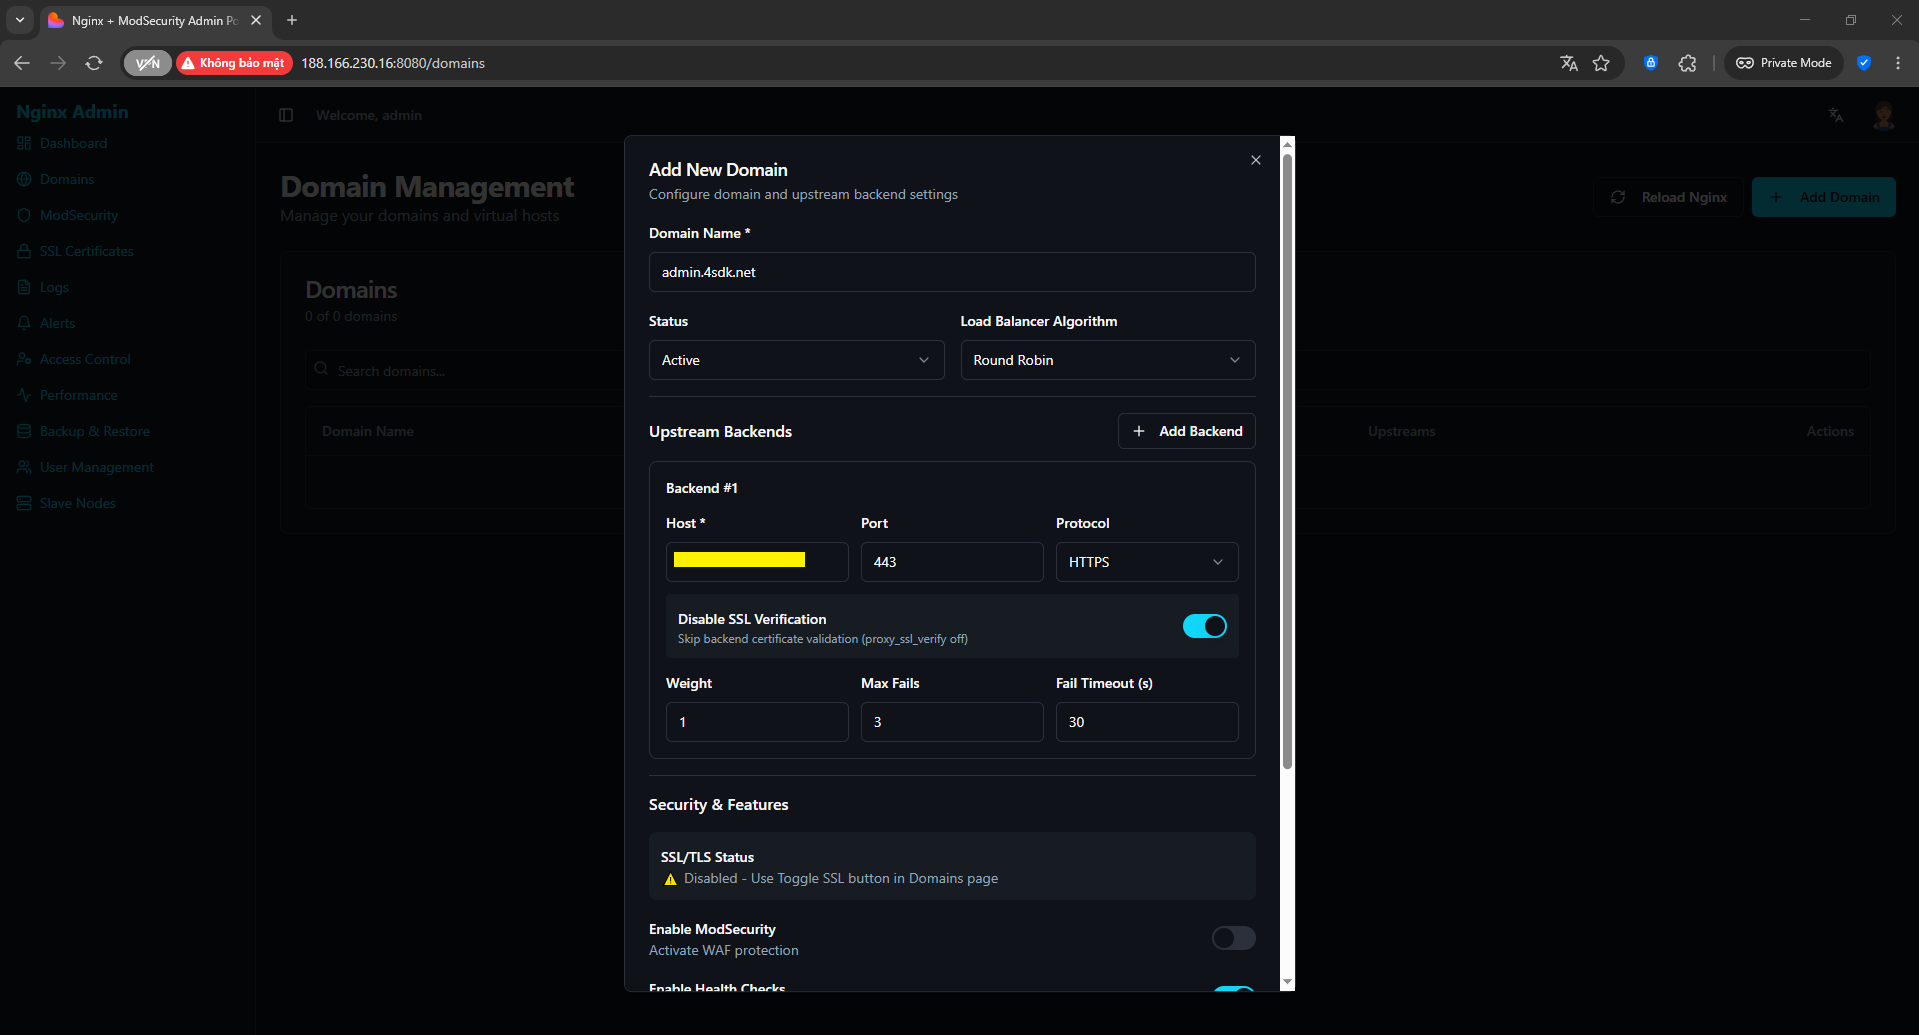 Nginx + ModSecurity Admin Po
VPN
Không bảo mật
188.166.230.16:8080/domains
Private Mode
Nginx Admin
Dashboard
Domains
ModSecurity
SSL Certificates
Logs
Alerts
Access Control
Performance
Backup & Restore
User Management
Slave Nodes
Welcome, admin
Domain Management
Manage your domains and virtual hosts
Reload Nginx
Add Domain
Domains
0 of 0 domains
Search domains...
Domain Name
Upstreams
Actions
Add New Domain
Configure domain and upstream backend settings
Domain Name *
admin.4sdk.net
Status
Load Balancer Algorithm
Active
Round Robin
Upstream Backends
Add Backend
Backend #1
Host *
Port
Protocol
443
HTTPS
Disable SSL Verification
Skip backend certificate validation (proxy_ssl_verify off)
Weight
Max Fails
Fail Timeout (s)
1
3
30
Security & Features
SSL/TLS Status
Disabled - Use Toggle SSL button in Domains page
Enable ModSecurity
Activate WAF protection
Enable Health Checks